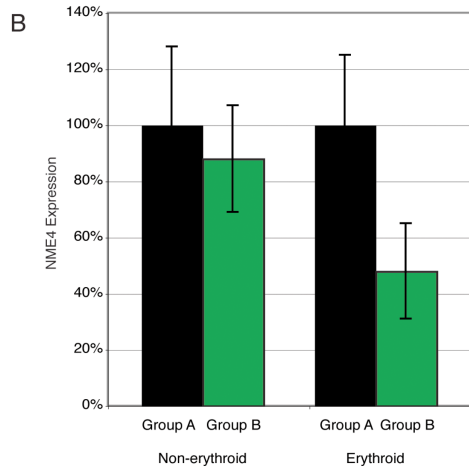 B
140%
120%
100%
80%
60%
40%
20%
0%
NME4 Expression
Group A Group B Group A Group B
Non-erythroid Erythroid